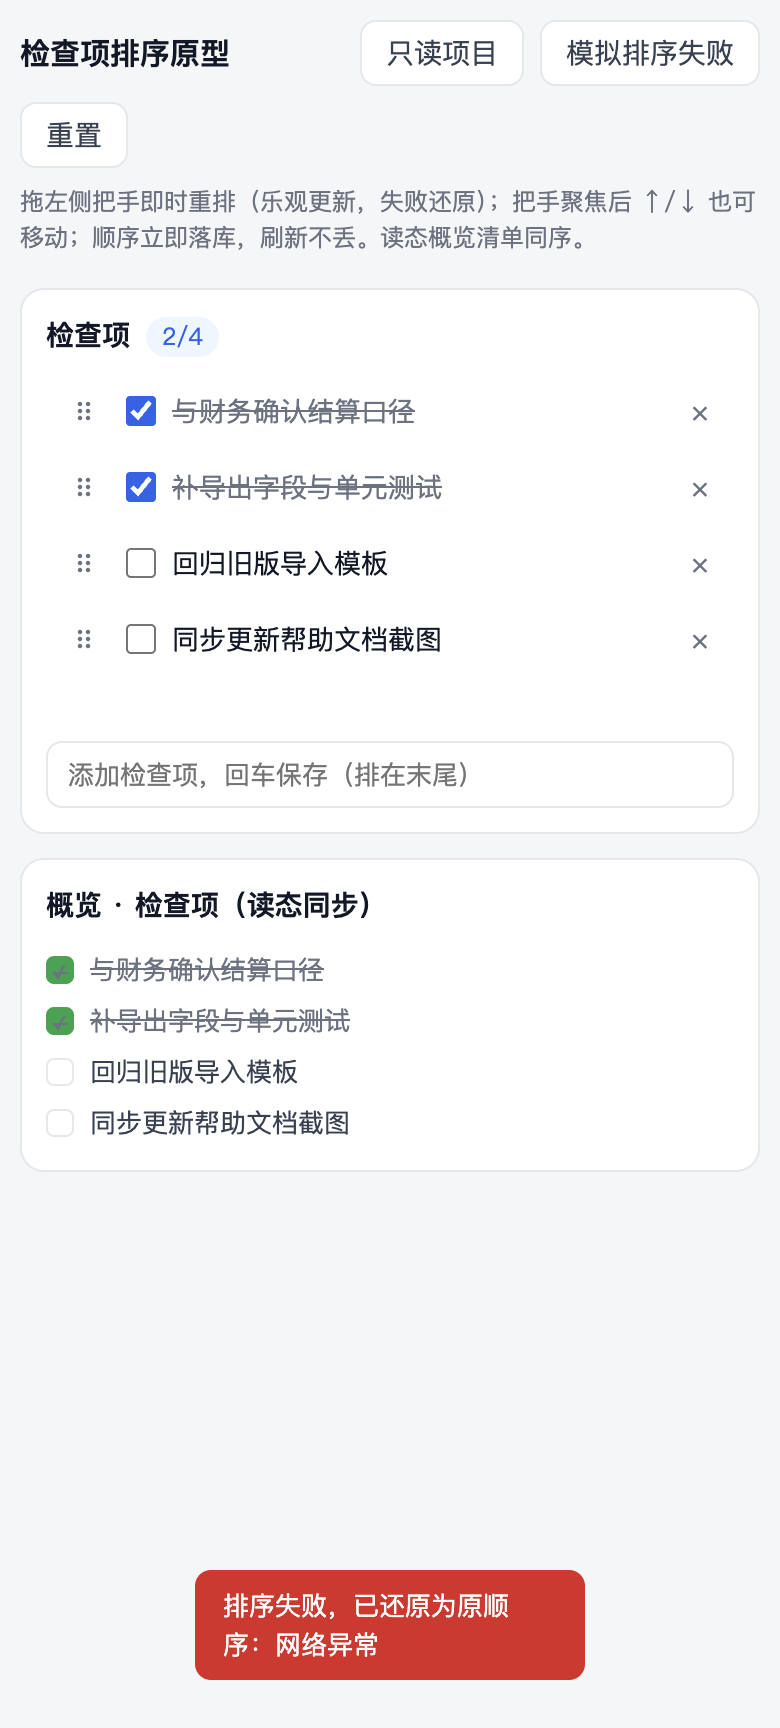 检查项排序原型
只读项目
模拟排序失败
重置
拖左侧把手即时重排（乐观更新，失败还原）；把手聚焦后 ↑/↓ 也可
移动；顺序立即落库，刷新不丢。读态概览清单同序。
检查项 2/4
与财务确认结算口径 ×
补导出字段与单元测试 ×
回归旧版导入模板 ×
同步更新帮助文档截图 ×
添加检查项，回车保存（排在末尾）
概览 · 检查项（读态同步）
与财务确认结算口径
补导出字段与单元测试
回归旧版导入模板
同步更新帮助文档截图
排序失败，已还原为原顺
序：网络异常